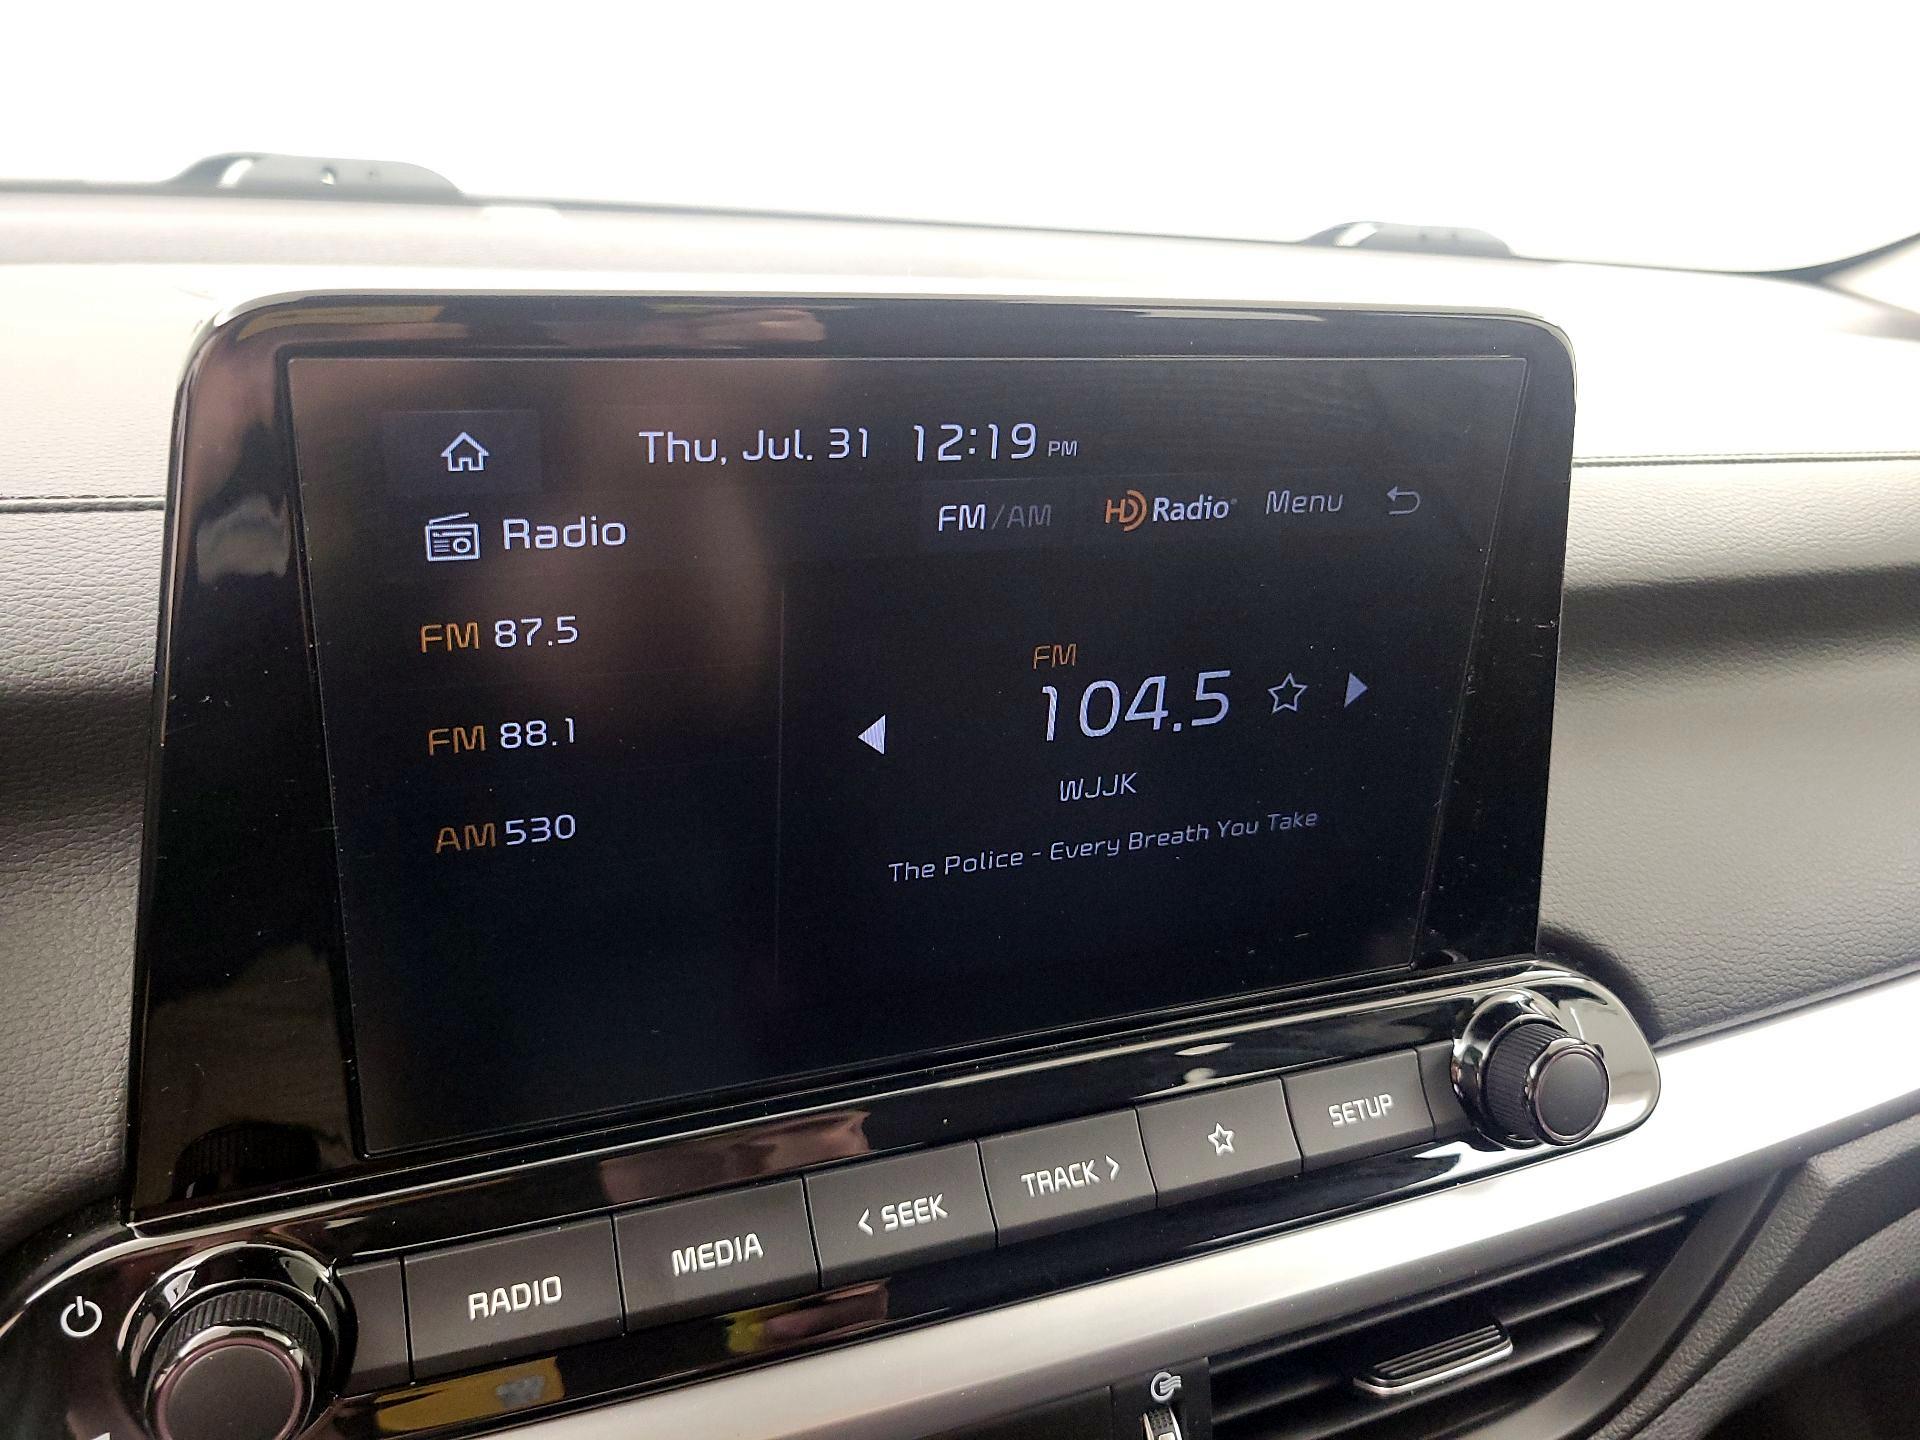 Thu, Jul. 31 12:19 PM
Radio
FM/AM HD Radio Menu
FM 87.5
FM 88.1
AM 530
FM
104.5
WJJK
The Police - Every Breath You Take
RADIO
MEDIA
< SEEK
TRACK >
SETUP